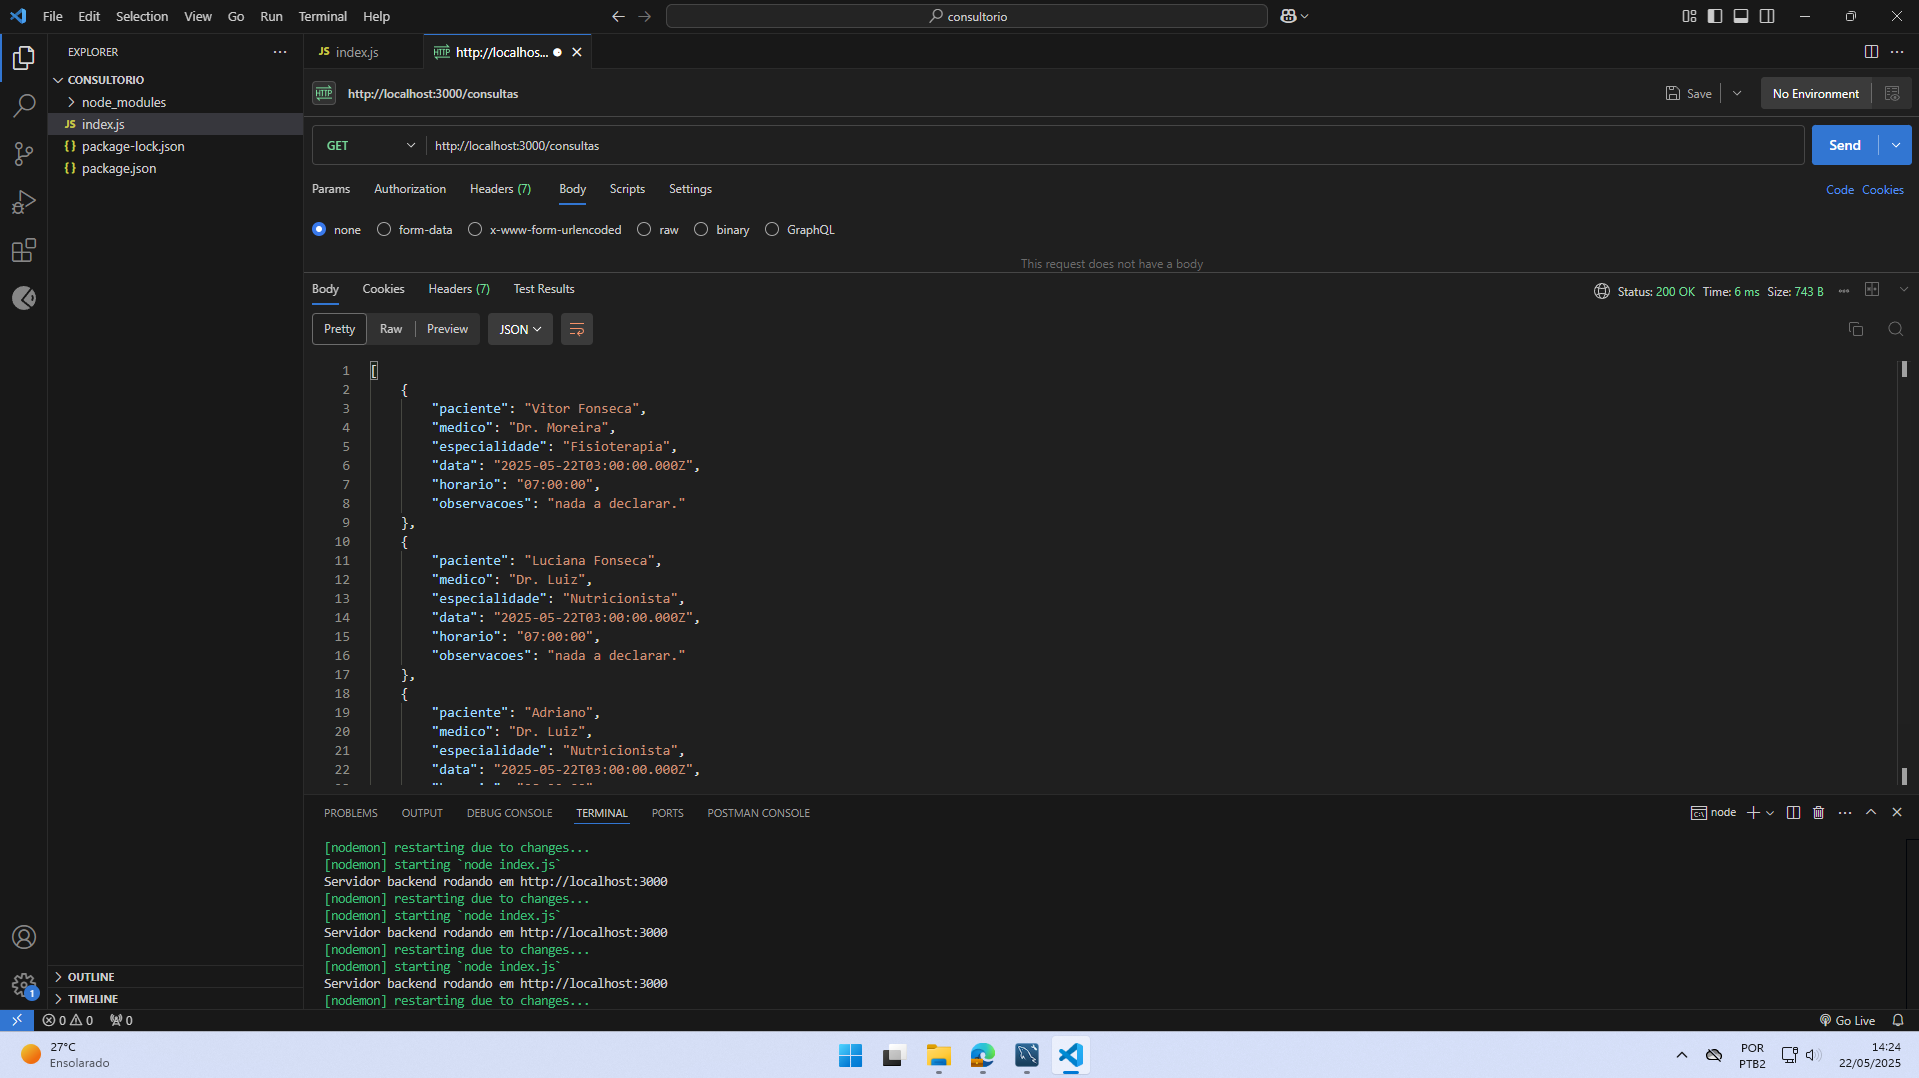 File Edit Selection View Go Run Terminal Help
consultorio
EXPLORER
CONSULTORIO
node_modules
JS index.js
{} package-lock.json
{} package.json
OUTLINE
TIMELINE
JS index.js
HTTP http://localhos...
HTTP http://localhost:3000/consultas
Save
No Environment
GET http://localhost:3000/consultas
Send
Params Authorization Headers (7) Body Scripts Settings
Code Cookies
none form-data x-www-form-urlencoded raw binary GraphQL
This request does not have a body
Body Cookies Headers (7) Test Results
Status: 200 OK Time: 6 ms Size: 743 B
Pretty Raw Preview JSON
1 [
2 {
3 "paciente": "Vitor Fonseca",
4 "medico": "Dr. Moreira",
5 "especialidade": "Fisioterapia",
6 "data": "2025-05-22T03:00:00.000Z",
7 "horario": "07:00:00",
8 "observacoes": "nada a declarar."
9 },
10 {
11 "paciente": "Luciana Fonseca",
12 "medico": "Dr. Luiz",
13 "especialidade": "Nutricionista",
14 "data": "2025-05-22T03:00:00.000Z",
15 "horario": "07:00:00",
16 "observacoes": "nada a declarar."
17 },
18 {
19 "paciente": "Adriano",
20 "medico": "Dr. Luiz",
21 "especialidade": "Nutricionista",
22 "data": "2025-05-22T03:00:00.000Z",
PROBLEMS OUTPUT DEBUG CONSOLE TERMINAL PORTS POSTMAN CONSOLE
node
[nodemon] restarting due to changes...
[nodemon] starting `node index.js`
Servidor backend rodando em http://localhost:3000
[nodemon] restarting due to changes...
[nodemon] starting `node index.js`
Servidor backend rodando em http://localhost:3000
[nodemon] restarting due to changes...
[nodemon] starting `node index.js`
Servidor backend rodando em http://localhost:3000
[nodemon] restarting due to changes...
1
0 0 0
Go Live
27°C
Ensolarado
POR
PTB2
14:24
22/05/2025